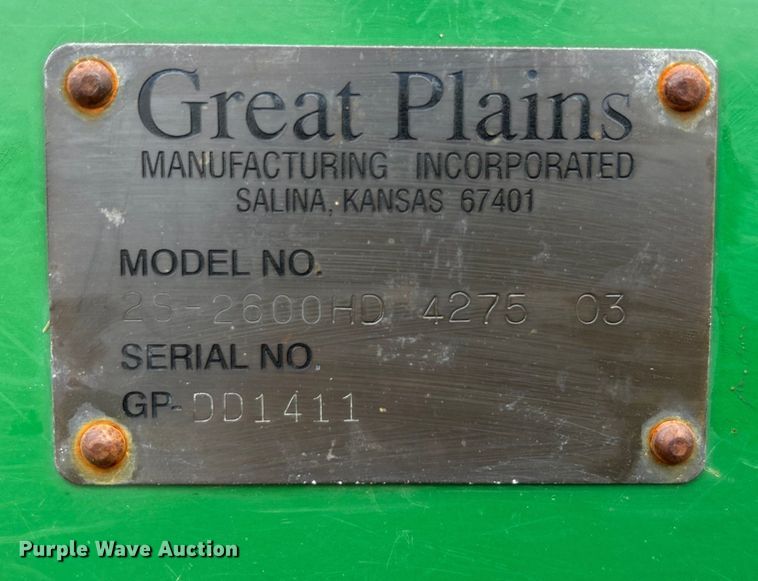 Great Plains
MANUFACTURING INCORPORATED
SALINA, KANSAS 67401
MODEL NO.
2S-2600HD 4275 03
SERIAL NO.
GP-DD1411
Purple Wave Auction